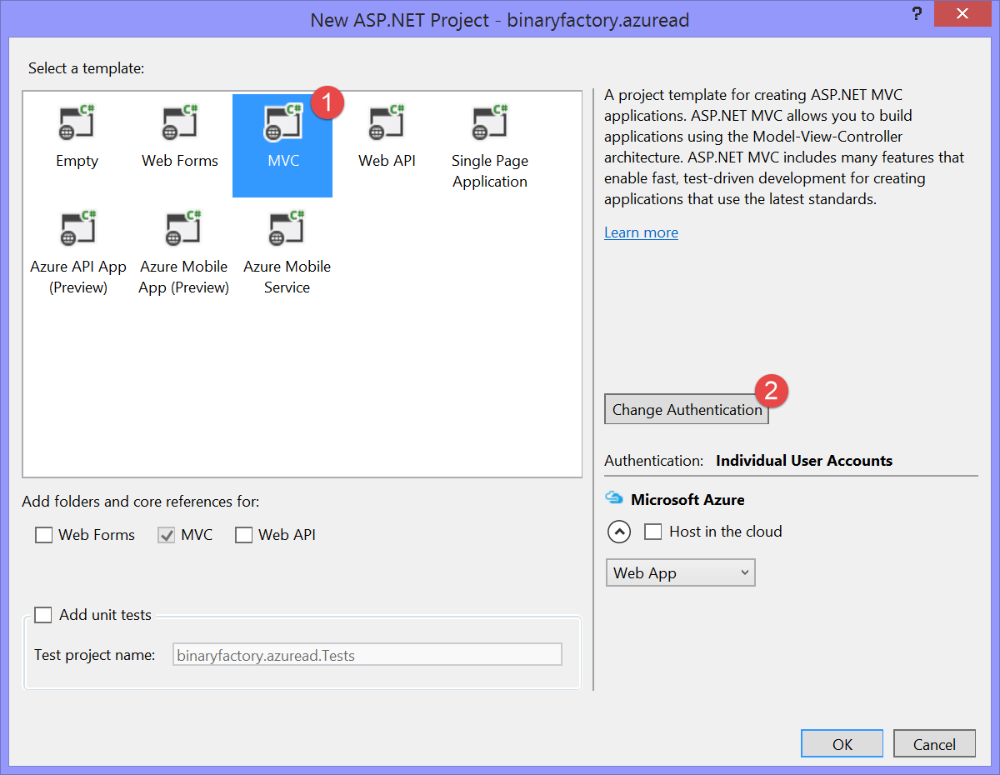 New ASP.NET Project - binaryfactory.azuread
?
Select a template:
C#
C#
C#
1
C#
C#
Empty
Web Forms
MVC
Web API
Single Page
Application
C#
C#
C#
Azure API App
(Preview)
Azure Mobile
App (Preview)
Azure Mobile
Service
A project template for creating ASP.NET MVC
applications. ASP.NET MVC allows you to build
applications using the Model-View-Controller
architecture. ASP.NET MVC includes many features that
enable fast, test-driven development for creating
applications that use the latest standards.
Learn more
2
Change Authentication
Authentication: Individual User Accounts
Microsoft Azure
Host in the cloud
Web App
Add folders and core references for:
Web Forms
MVC
Web API
Add unit tests
Test project name: binaryfactory.azuread.Tests
OK
Cancel